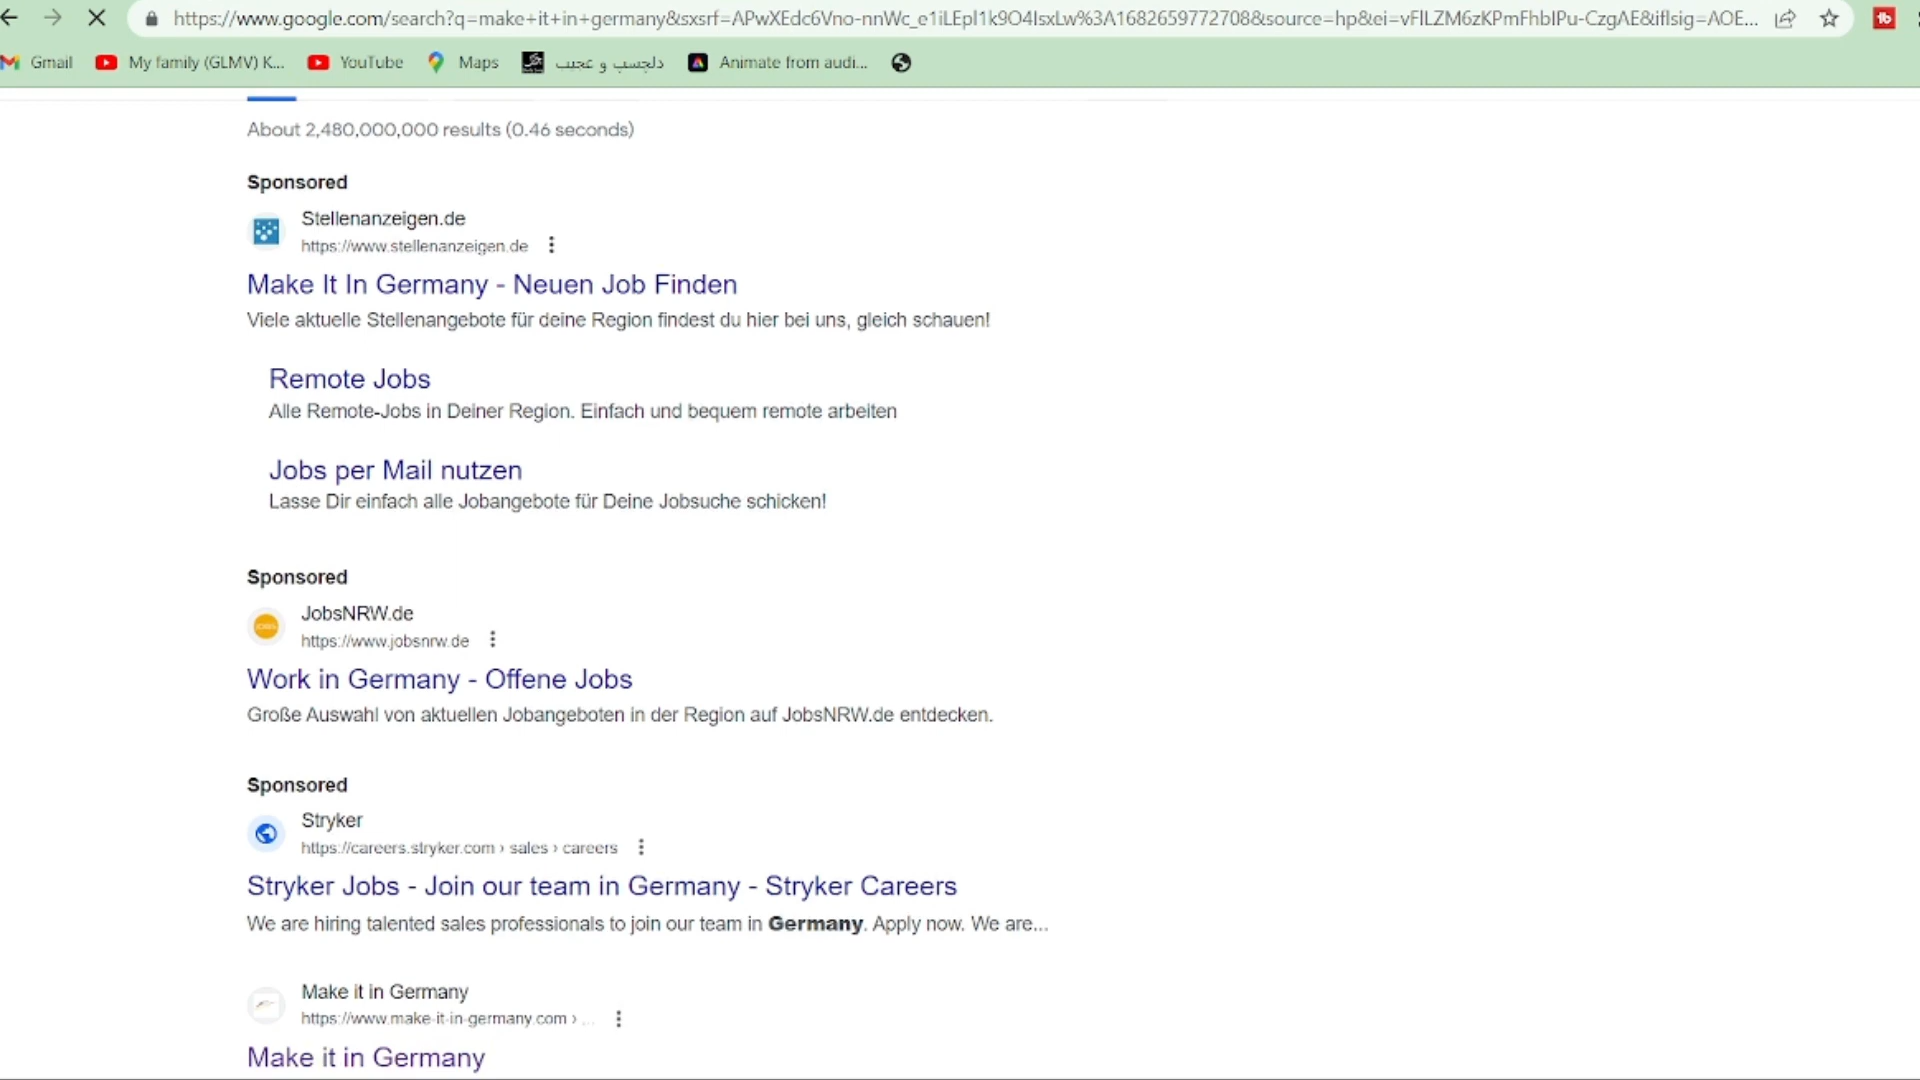 https://www.google.com/search?q=make+it+in+germany&sxsrf=APwXEdc6Vno-nnWc_e1iLEpl1k9O4IsxLw%3A1682659772708&source=hp&ei=vFlLZM6zKPmFhbIPu-CzgAE&iflsig=AOE...
Gmail My family (GLMV) K... YouTube Maps دلچسپ و عجیب Animate from audi...
About 2,480,000,000 results (0.46 seconds)
Sponsored
Stellenanzeigen.de
https://www.stellenanzeigen.de
Make It In Germany - Neuen Job Finden
Viele aktuelle Stellenangebote für deine Region findest du hier bei uns, gleich schauen!
Remote Jobs
Alle Remote-Jobs in Deiner Region. Einfach und bequem remote arbeiten
Jobs per Mail nutzen
Lasse Dir einfach alle Jobangebote für Deine Jobsuche schicken!
Sponsored
JobsNRW.de
https://www.jobsnrw.de
Work in Germany - Offene Jobs
Große Auswahl von aktuellen Jobangeboten in der Region auf JobsNRW.de entdecken.
Sponsored
Stryker
https://careers.stryker.com › sales › careers
Stryker Jobs - Join our team in Germany - Stryker Careers
We are hiring talented sales professionals to join our team in Germany. Apply now. We are...
Make it in Germany
https://www.make-it-in-germany.com › ...
Make it in Germany